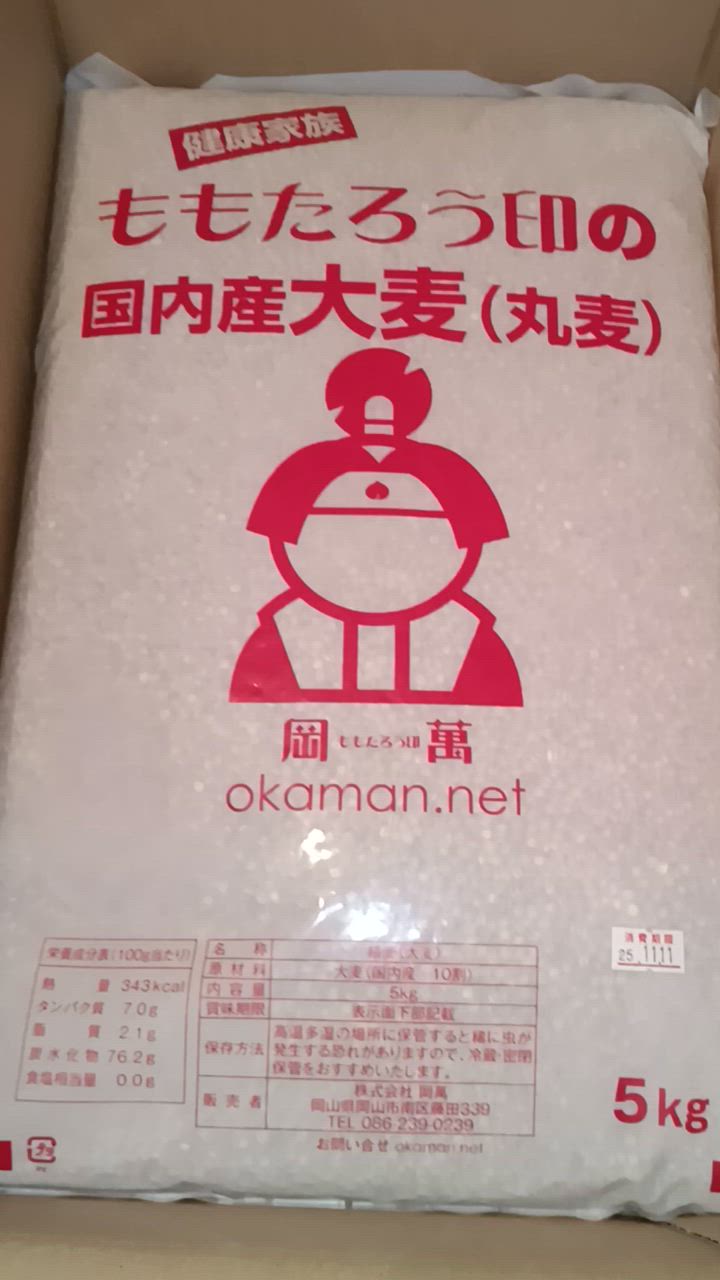 健康家族
ももたろう印の
国内産大麦(丸麦)
岡 ももたろう印 萬
okaman.net
栄養成分表(100g当たり)
熱 量 343kcal
タンパク質 7.0g
脂 質 2.1g
炭水化物 76.2g
食塩相当量 0.0g
名 称 精麦(大麦)
原材料 大麦(国内産 10割)
内容量 5kg
賞味期限 表示面下部記載
保存方法 高温多湿の場所に保管すると稀に虫が
発生する恐れがありますので、冷蔵・密閉
保管をおすすめいたします。
販売者 株式会社 岡萬
岡山県岡山市南区藤田339
TEL 086-239-0239
お問い合せ okaman.net
消費期限
25.11.11
5kg
プラ